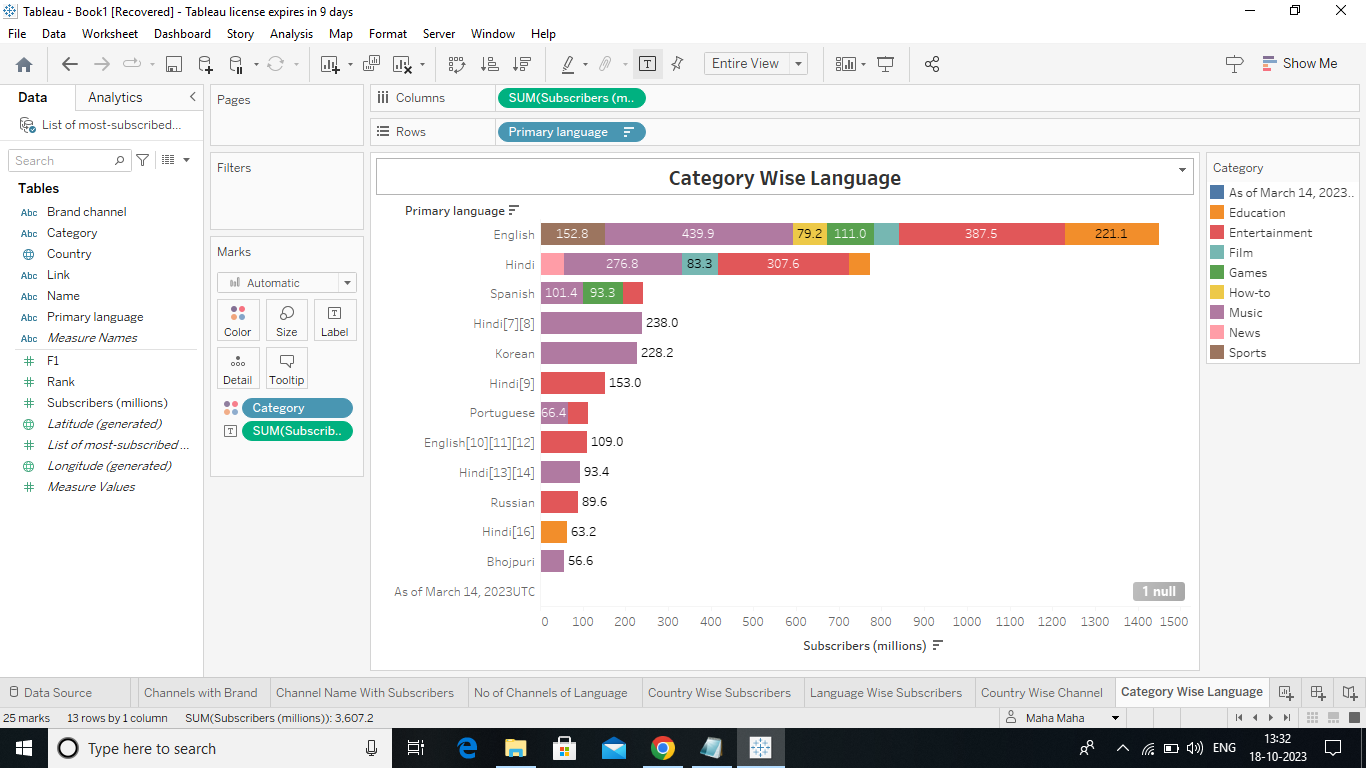 Tableau - Book1 [Recovered] - Tableau license expires in 9 days
File Data Worksheet Dashboard Story Analysis Map Format Server Window Help
Entire View
Show Me
Data
Analytics
List of most-subscribed...
Search
Tables
Abc Brand channel
Abc Category
Country
Abc Link
Abc Name
Abc Primary language
Abc Measure Names
F1
Rank
Subscribers (millions)
Latitude (generated)
List of most-subscribed ...
Longitude (generated)
Measure Values
Pages
Filters
Marks
Automatic
Color Size Label
Detail Tooltip
Category
SUM(Subscrib..
Columns SUM(Subscribers (m..
Rows Primary language
Category Wise Language
Primary language
English 152.8 439.9 79.2 111.0 387.5 221.1
Hindi 276.8 83.3 307.6
Spanish 101.4 93.3
Hindi[7][8] 238.0
Korean 228.2
Hindi[9] 153.0
Portuguese 66.4
English[10][11][12] 109.0
Hindi[13][14] 93.4
Russian 89.6
Hindi[16] 63.2
Bhojpuri 56.6
As of March 14, 2023UTC
1 null
0 100 200 300 400 500 600 700 800 900 1000 1100 1200 1300 1400 1500
Subscribers (millions)
Category
As of March 14, 2023..
Education
Entertainment
Film
Games
How-to
Music
News
Sports
Data Source Channels with Brand Channel Name With Subscribers No of Channels of Language Country Wise Subscribers Language Wise Subscribers Country Wise Channel Category Wise Language
25 marks 13 rows by 1 column SUM(Subscribers (millions)): 3,607.2
Maha Maha
Type here to search
ENG
13:32
18-10-2023